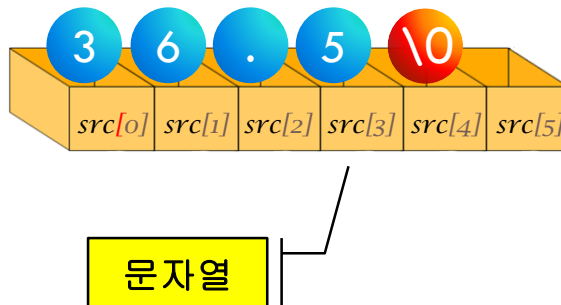 3 6 . 5 \0
src[0] src[1] src[2] src[3] src[4] src[5]
문자열